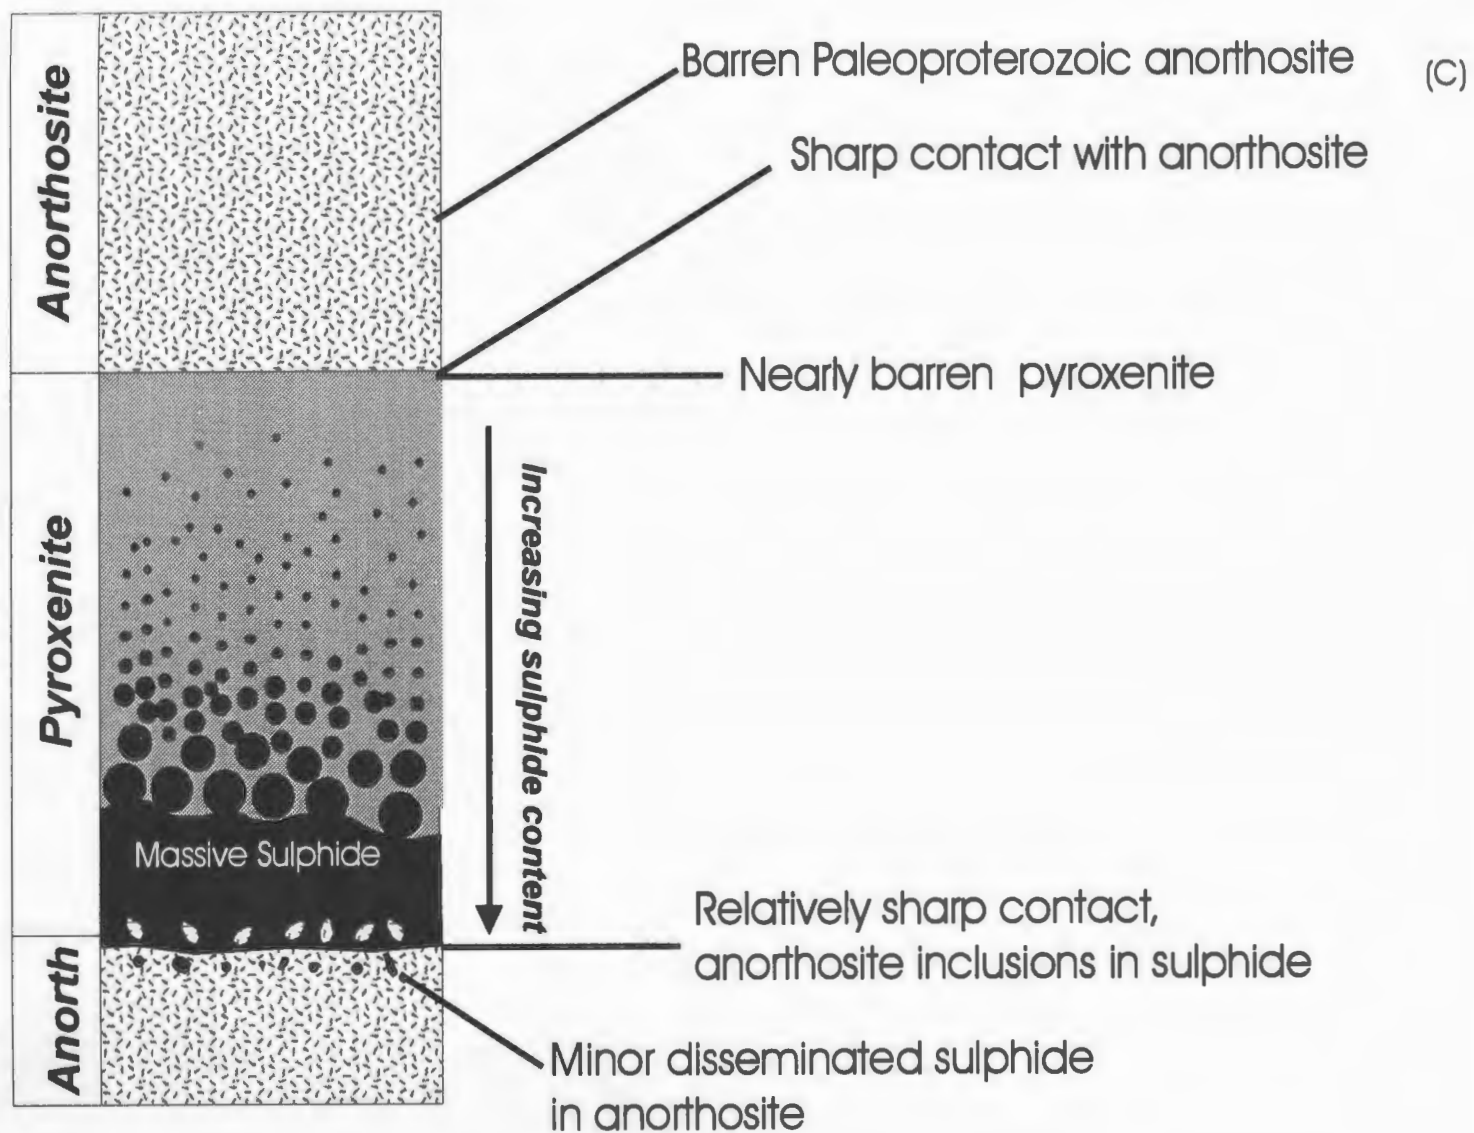 Anorthosite
Barren Paleoproterozoic anorthosite
(C)
Sharp contact with anorthosite
Nearly barren pyroxenite
Pyroxenite
Increasing sulphide content
Massive Sulphide
Relatively sharp contact,
anorthosite inclusions in sulphide
Anorth
Minor disseminated sulphide
in anorthosite